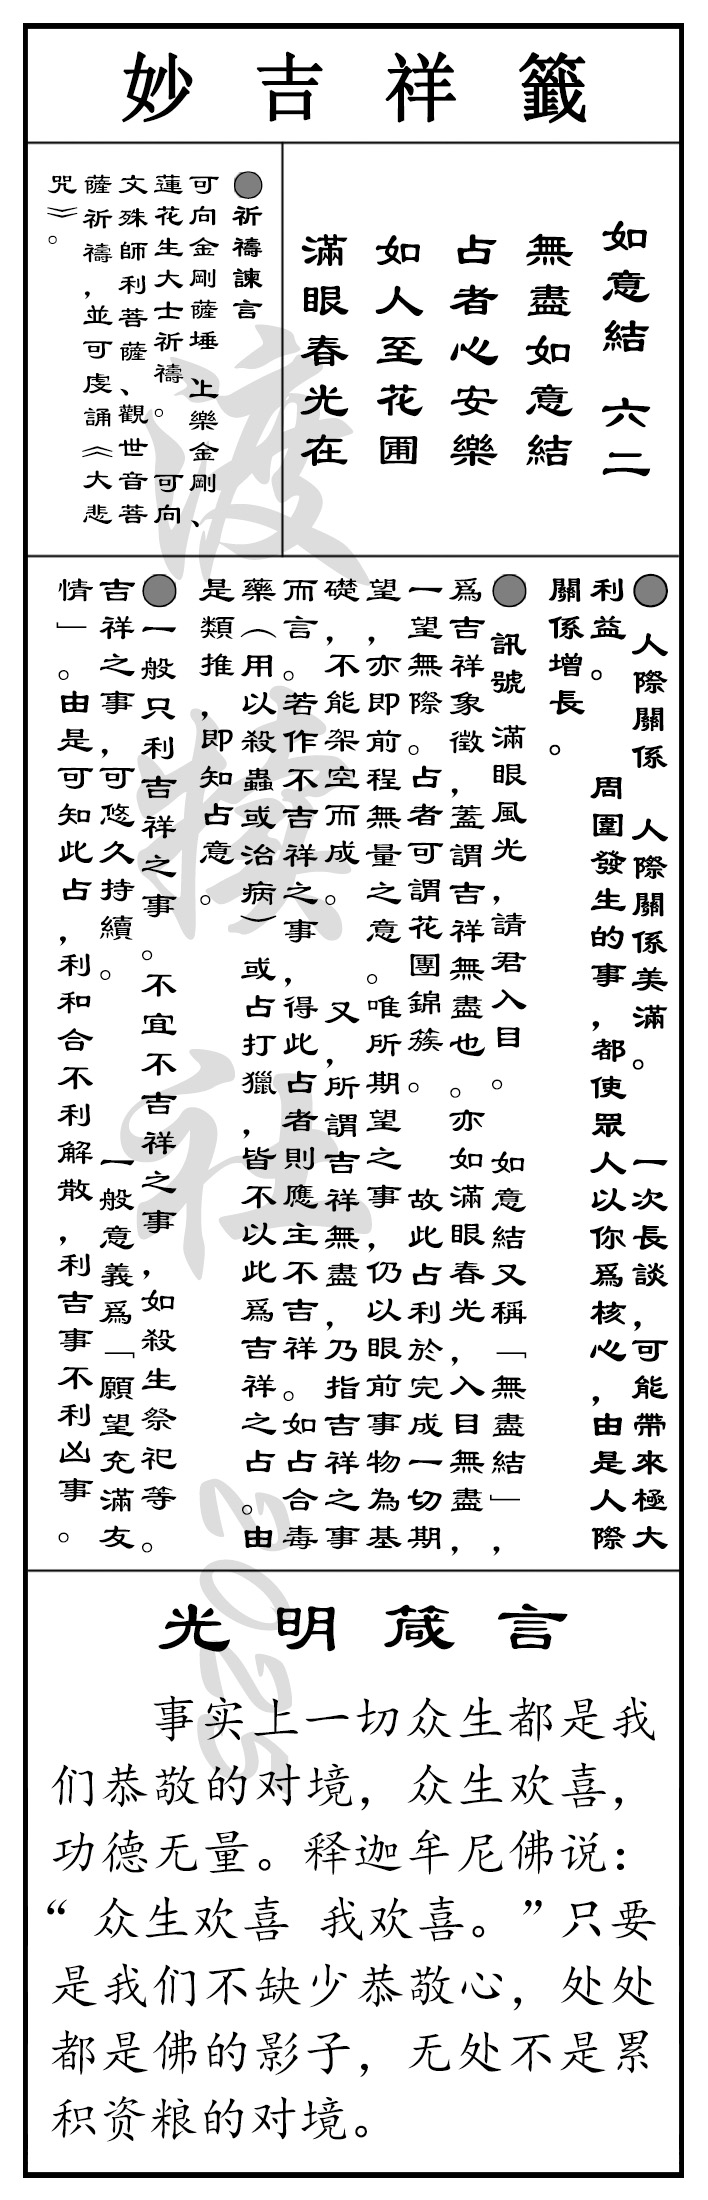 妙吉祥籤
如意結 六二
無盡如意結
占者心安樂
如人至花圃
滿眼春光在
●祈禱諫言
可向金剛薩埵、上樂金剛、
蓮花生大士祈禱。 可向
文殊師利菩薩、觀世音菩
薩祈禱，並可虔誦《大悲
咒》。
● 人際關係 人際關係美滿。 一次長談，可能帶來極大
利益。 周圍發生的事，都使眾人以你爲核心，由是人際
關係增長。
● 訊號 滿眼風光，請君入目。 如意結又稱「無盡結」，
爲吉祥象徵，蓋謂吉祥無盡也。亦如滿眼春光，入目無盡，
一望無際。占者可謂花團錦簇。 故此占利於完成一切期
望，亦即前程無量之意。唯所期望之事，仍以眼前事物為基
礎，不能架空而成。 又，所謂吉祥無盡，乃指吉祥之事
而言。若作不吉祥之事，得此占者則應主不吉祥。如占合毒
藥（用以殺蟲或治病）或占打獵，皆不以此爲吉祥之占。由
是類推，即知占意。
●一般只利吉祥之事。不宜不吉祥之事，如殺生祭祀等。
吉祥之事，可悠久持續。 一般意義爲「願望充滿友
情」。由是可知此占，利和合不利解散，利吉事不利凶事。
光明箴言
事实上一切众生都是我
们恭敬的对境，众生欢喜，
功德无量。释迦牟尼佛说：
“众生欢喜 我欢喜。”只要
是我们不缺少恭敬心，处处
都是佛的影子，无处不是累
积资粮的对境。
渡犊社 2025